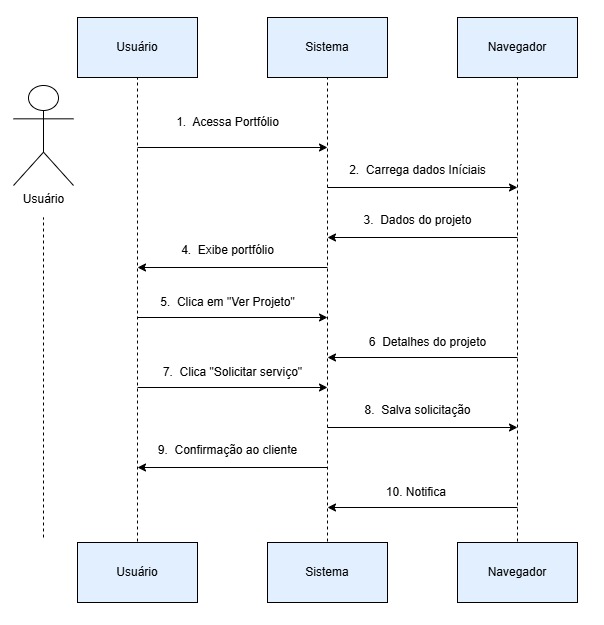 Usuário
Sistema
Navegador
1. Acessa Portfólio
2. Carrega dados Iníciais
Usuário
3. Dados do projeto
4. Exibe portfólio
5. Clica em "Ver Projeto"
6 Detalhes do projeto
7. Clica "Solicitar serviço"
8. Salva solicitação
9. Confirmação ao cliente
10. Notifica
Usuário
Sistema
Navegador